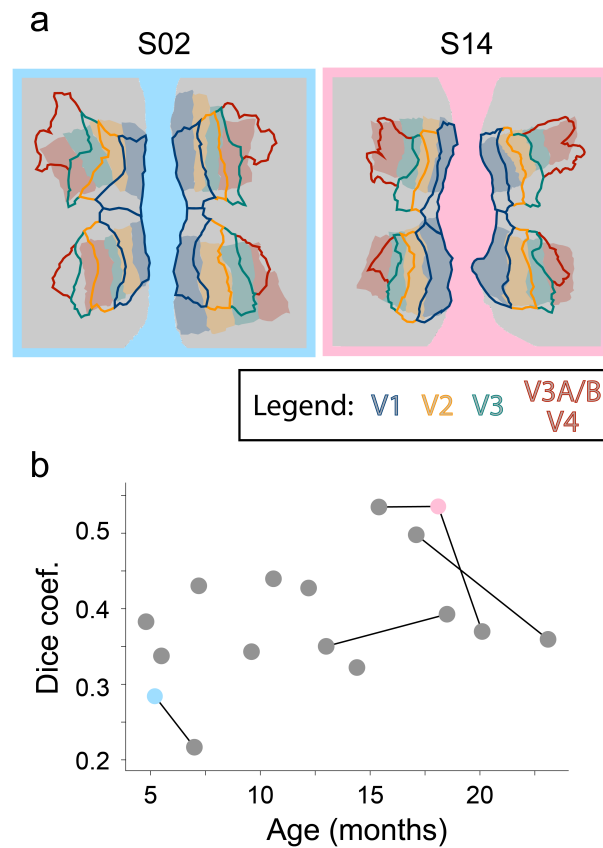 a
S02 S14
Legend: V1 V2 V3 V3A/B
V4
b
Dice coef.
0.5
0.4
0.3
0.2
5 10 15 20
Age (months)